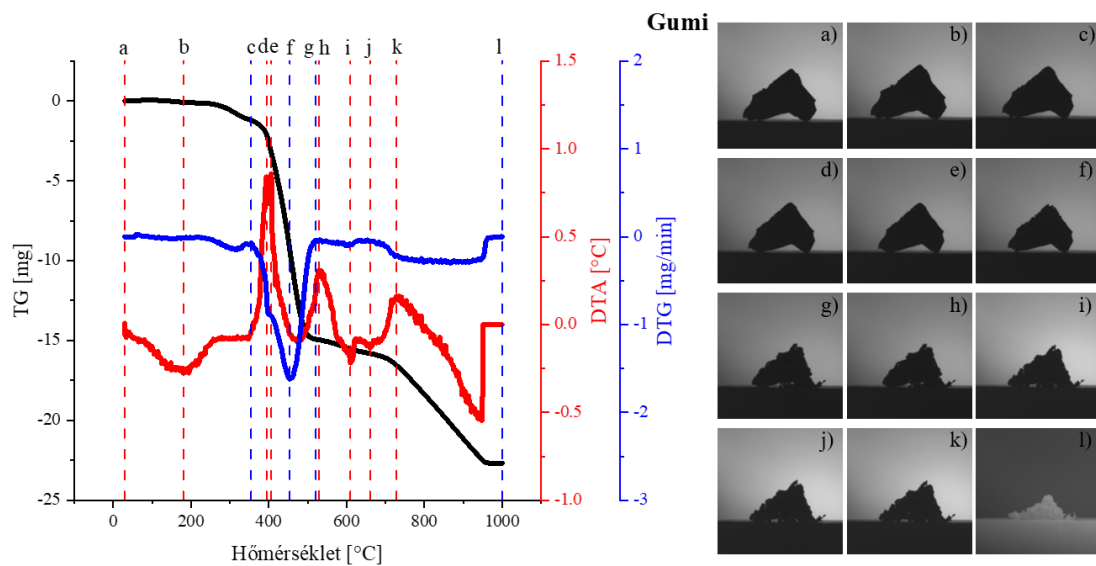 Gumi
a b c d e f g h i j k l
TG [mg]
0
-5
-10
-15
-20
-25
0 200 400 600 800 1000
Hőmérséklet [°C]
DTA [°C]
1.5
1.0
0.5
0.0
-0.5
-1.0
DTG [mg/min]
2
1
0
-1
-2
-3
a) b) c)
d) e) f)
g) h) i)
j) k) l)